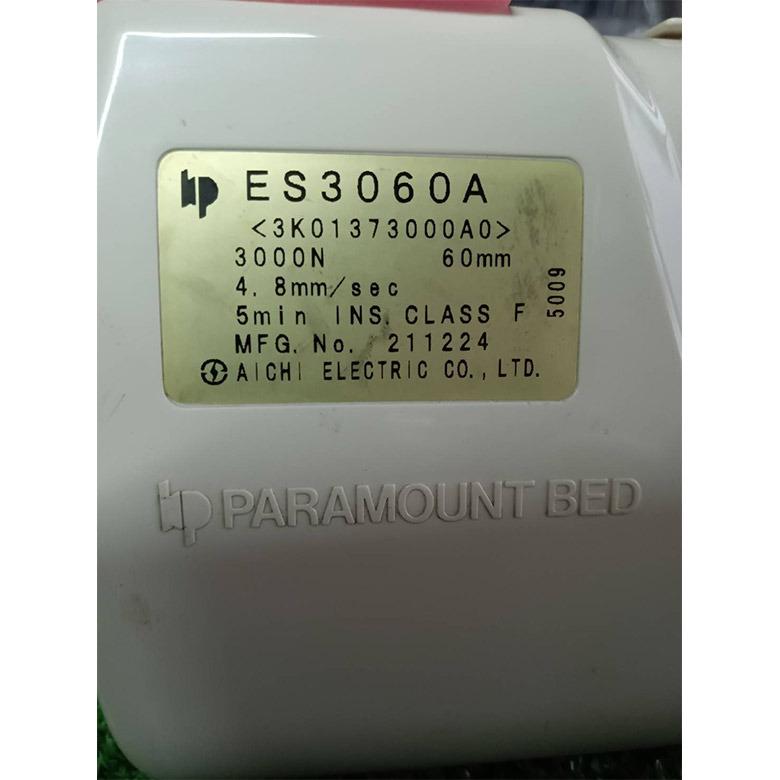 ES3060A
<3K01373000A0>
3000N 60mm
4.8mm/sec
5min INS. CLASS F
5009
MFG. No. 211224
AICHI ELECTRIC CO., LTD.
PARAMOUNT BED